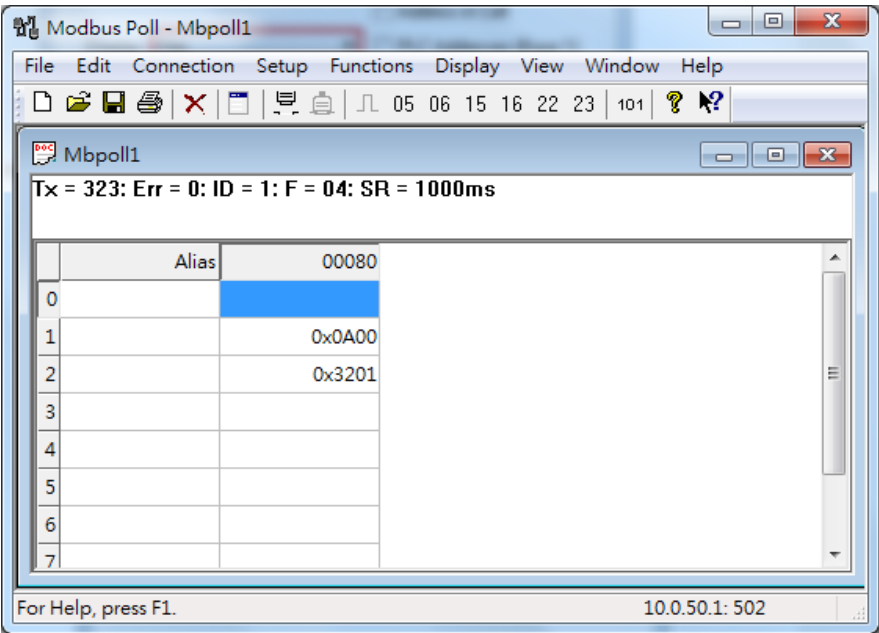 Modbus Poll - Mbpoll1
File Edit Connection Setup Functions Display View Window Help
05 06 15 16 22 23 101
DOC Mbpoll1
Tx = 323: Err = 0: ID = 1: F = 04: SR = 1000ms
Alias 00080
0
1 0x0A00
2 0x3201
3
4
5
6
7
For Help, press F1. 10.0.50.1: 502